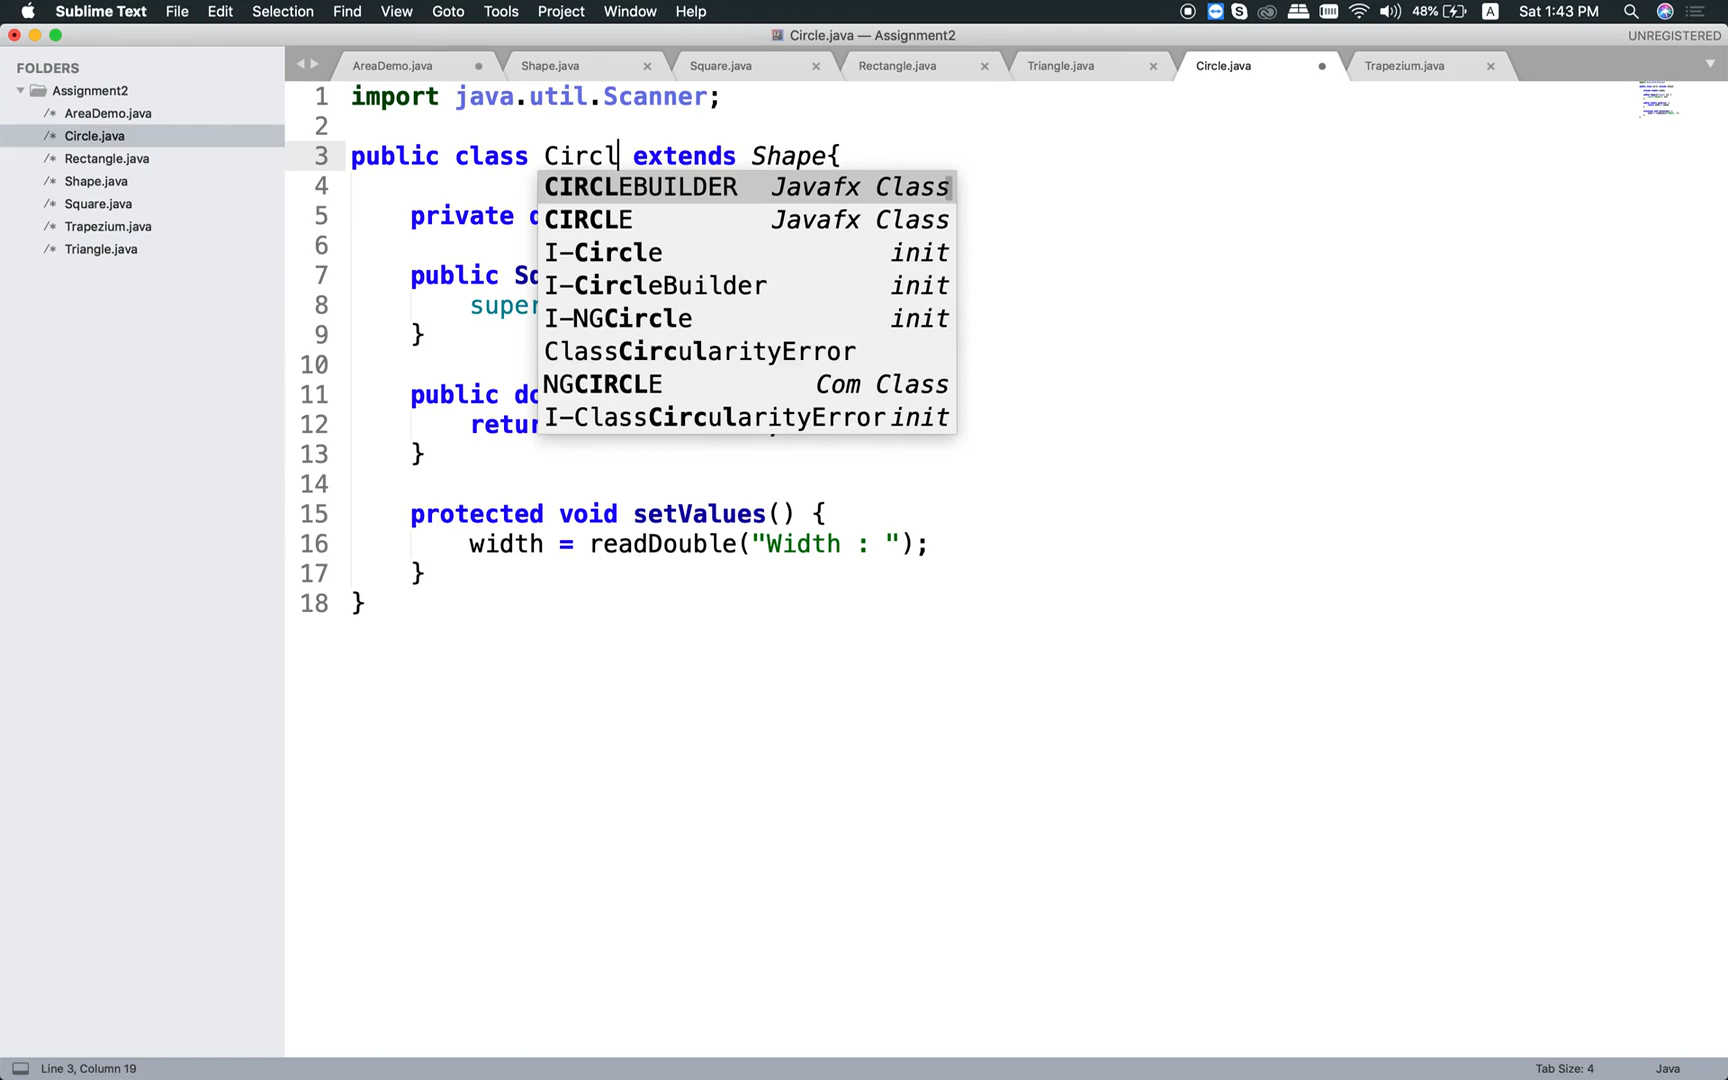 Sublime Text File Edit Selection Find View Goto Tools Project Window Help 48% A Sat 1:43 PM
Circle.java — Assignment2 UNREGISTERED
FOLDERS
Assignment2
/* AreaDemo.java
/* Circle.java
/* Rectangle.java
/* Shape.java
/* Square.java
/* Trapezium.java
/* Triangle.java
AreaDemo.java Shape.java Square.java Rectangle.java Triangle.java Circle.java Trapezium.java
1 import java.util.Scanner;
2
3 public class Circl extends Shape{
4
5 private
6
7 public
8 super
9 }
10
11 public
12 retur
13 }
14
15 protected void setValues() {
16 width = readDouble("Width : ");
17 }
18 }
CIRCLEBUILDER Javafx Class
CIRCLE Javafx Class
I-Circle init
I-CircleBuilder init
I-NGCircle init
ClassCircularityError
NGCIRCLE Com Class
I-ClassCircularityError init
Line 3, Column 19 Tab Size: 4 Java